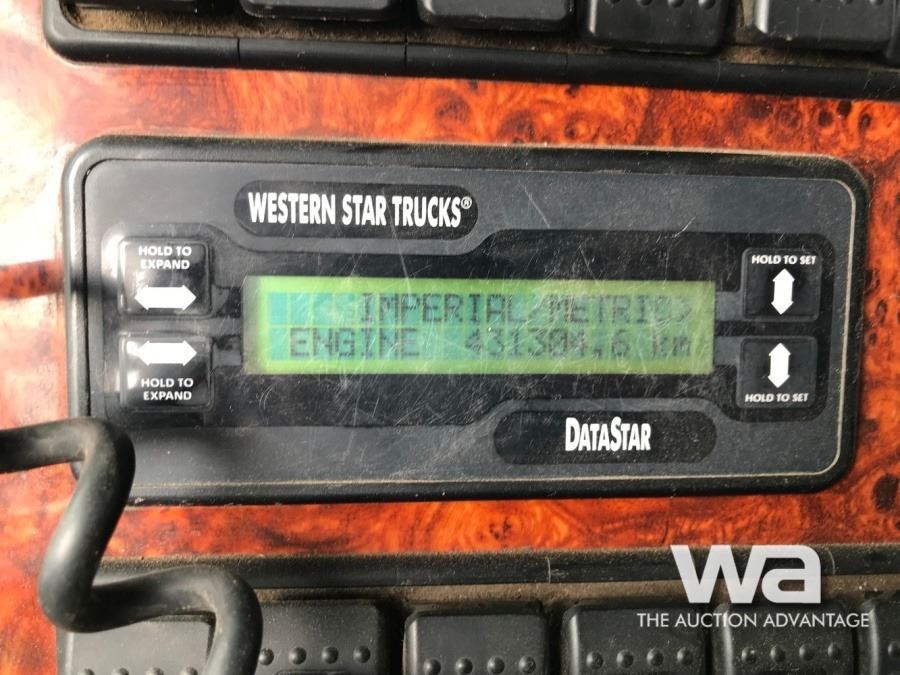 WESTERN STAR TRUCKS®
HOLD TO
EXPAND
HOLD TO SET
IMPERIAL/METRIC>
ENGINE 431304,6 km
HOLD TO
EXPAND
HOLD TO SET
DATASTAR
wa
THE AUCTION ADVANTAGE